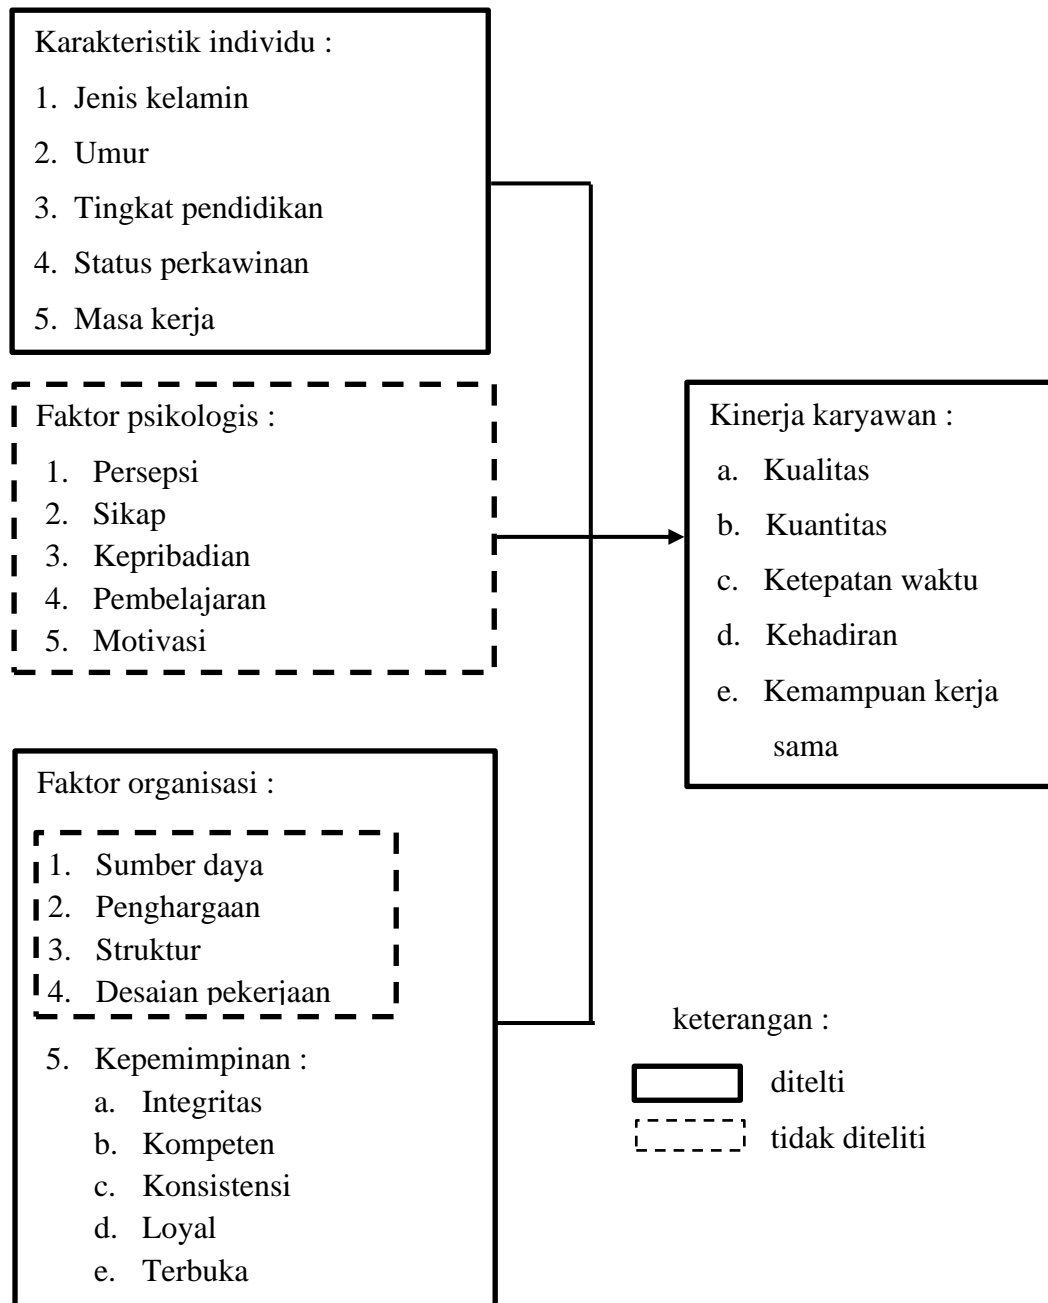 Karakteristik individu :
1. Jenis kelamin
2. Umur
3. Tingkat pendidikan
4. Status perkawinan
5. Masa kerja
Faktor psikologis :
1. Persepsi
2. Sikap
3. Kepribadian
4. Pembelajaran
5. Motivasi
Kinerja karyawan :
a. Kualitas
b. Kuantitas
c. Ketepatan waktu
d. Kehadiran
e. Kemampuan kerja
sama
Faktor organisasi :
1. Sumber daya
2. Penghargaan
3. Struktur
4. Desaian pekerjaan
5. Kepemimpinan :
a. Integritas
b. Kompeten
c. Konsistensi
d. Loyal
e. Terbuka
keterangan :
ditelti
tidak diteliti